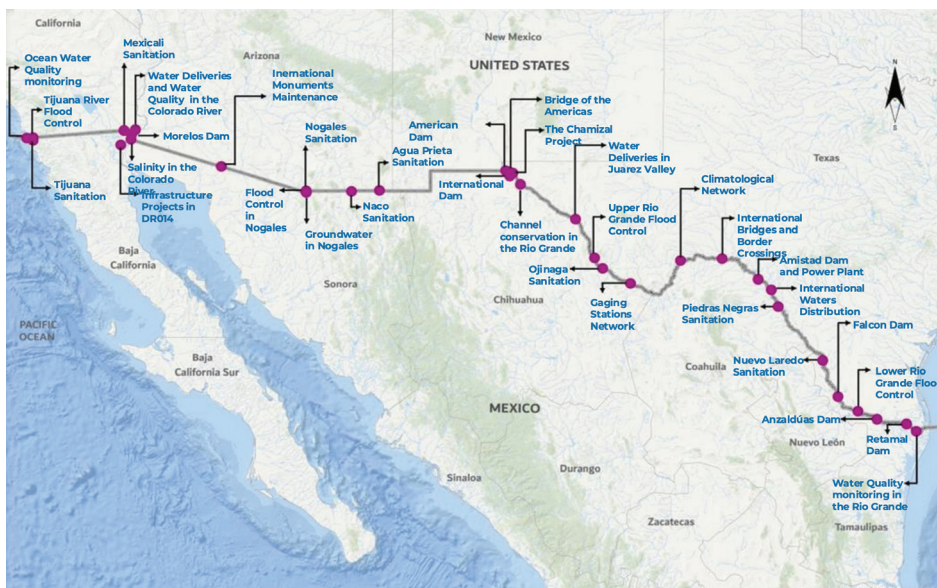 California
Ocean Water
Quality
monitoring
Tijuana River
Flood
Control
Tijuana
Sanitation
Mexicali
Sanitation
Water Deliveries
and Water
Quality in the
Colorado River
Morelos Dam
Salinity in the
Colorado
River
Infrastructure
Projects in
DR014
Arizona
Inernational
Monuments
Maintenance
Nogales
Sanitation
Flood
Control
in
Nogales
Groundwater
in Nogales
Naco
Sanitation
Agua Prieta
Sanitation
American
Dam
International
Dam
New Mexico
UNITED STATES
Bridge of the
Americas
The Chamizal
Project
Water
Deliveries in
Juarez Valley
Channel
conservation in
the Rio Grande
Upper Rio
Grande Flood
Control
Ojinaga
Sanitation
Gaging
Stations
Network
Climatological
Network
International
Bridges and
Border
Crossings
Amistad Dam
and Power Plant
International
Waters
Distribution
Piedras Negras
Sanitation
Nuevo Laredo
Sanitation
Falcon Dam
Lower Rio
Grande Floo
Control
Anzaldúas Dam
Retamal
Dam
Water Quality
monitoring in
the Rio Grande
N
S
Texas
Baja
California
Sonora
Chihuahua
PACIFIC
OCEAN
Baja
California Sur
MEXICO
Coahuila
Nuevo León
Sinaloa
Durango
Zacatecas
Tamaulipas